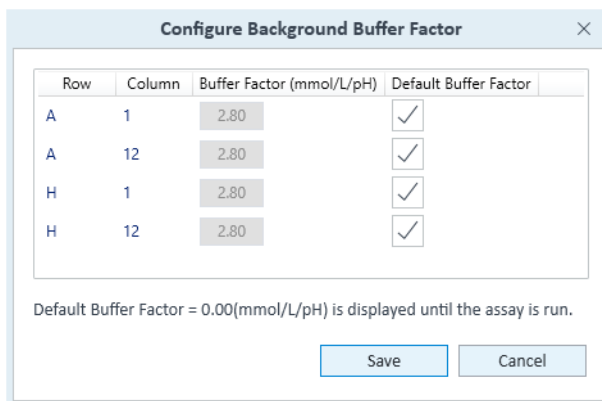 Configure Background Buffer Factor
Row Column Buffer Factor (mmol/L/pH) Default Buffer Factor
A 1 2.80
A 12 2.80
H 1 2.80
H 12 2.80
Default Buffer Factor = 0.00(mmol/L/pH) is displayed until the assay is run.
Save Cancel